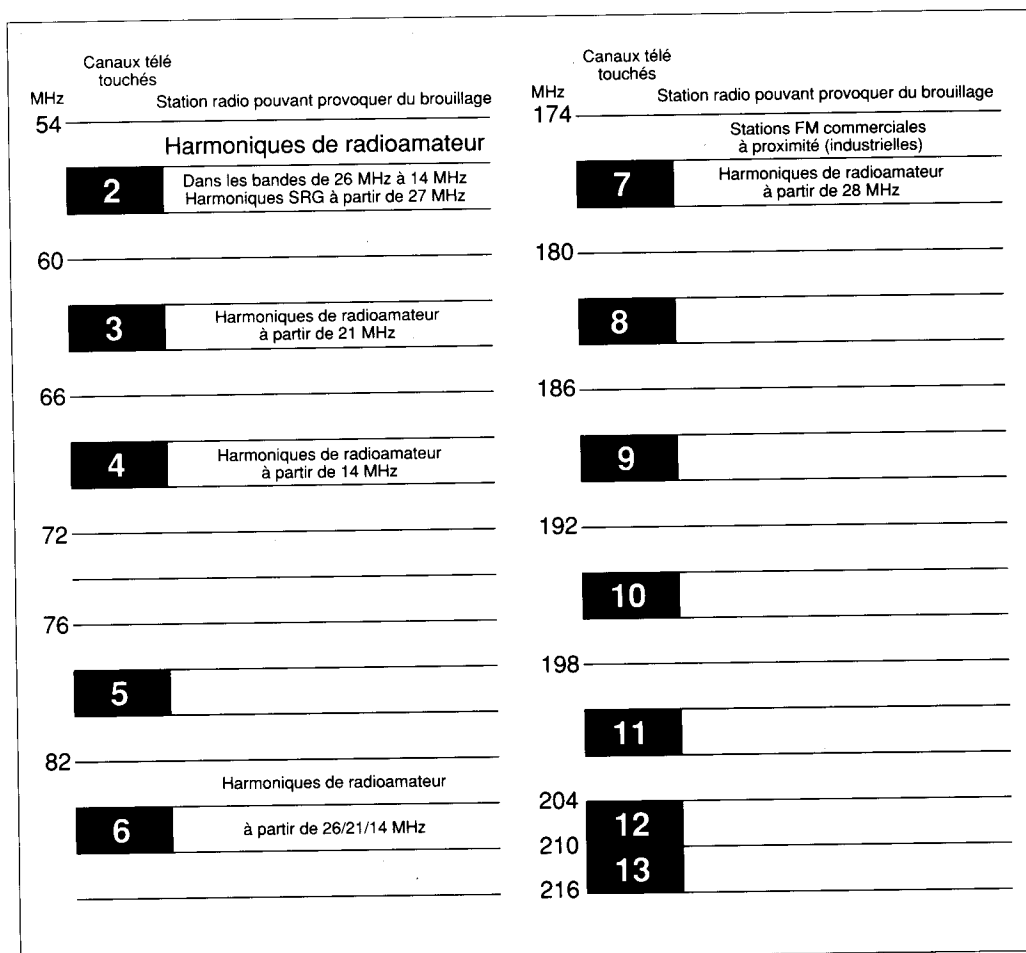 Canaux télé
touchés
MHz
Station radio pouvant provoquer du brouillage
54
Harmoniques de radioamateur
2
Dans les bandes de 26 MHz à 14 MHz
Harmoniques SRG à partir de 27 MHz
60
3
Harmoniques de radioamateur
à partir de 21 MHz
66
4
Harmoniques de radioamateur
à partir de 14 MHz
72
76
5
82
Harmoniques de radioamateur
6
à partir de 26/21/14 MHz
Canaux télé
touchés
MHz
Station radio pouvant provoquer du brouillage
174
Stations FM commerciales
à proximité (industrielles)
7
Harmoniques de radioamateur
à partir de 28 MHz
180
8
186
9
192
10
198
11
204
12
210
13
216